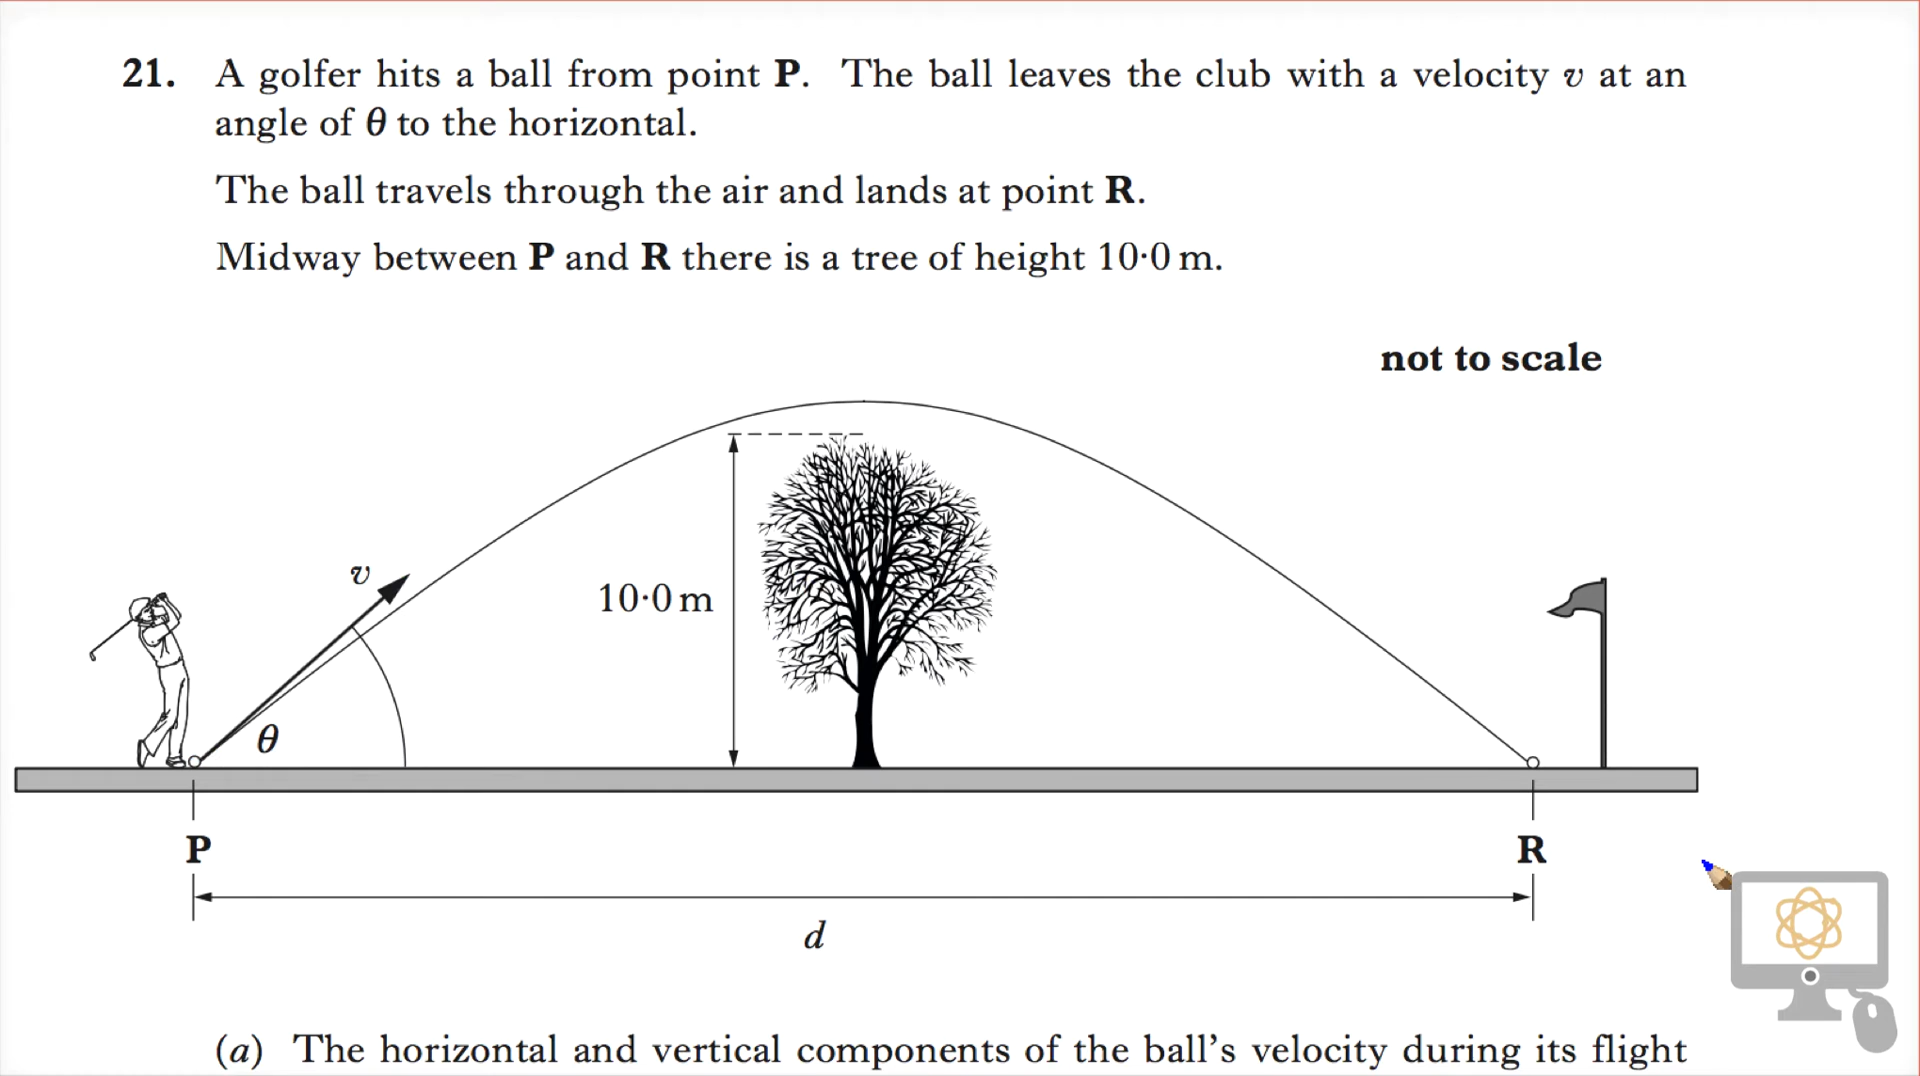 21. A golfer hits a ball from point P. The ball leaves the club with a velocity v at an
angle of θ to the horizontal.
The ball travels through the air and lands at point R.
Midway between P and R there is a tree of height 10·0 m.
not to scale
v
10·0 m
θ
P
R
d
(a) The horizontal and vertical components of the ball's velocity during its flight